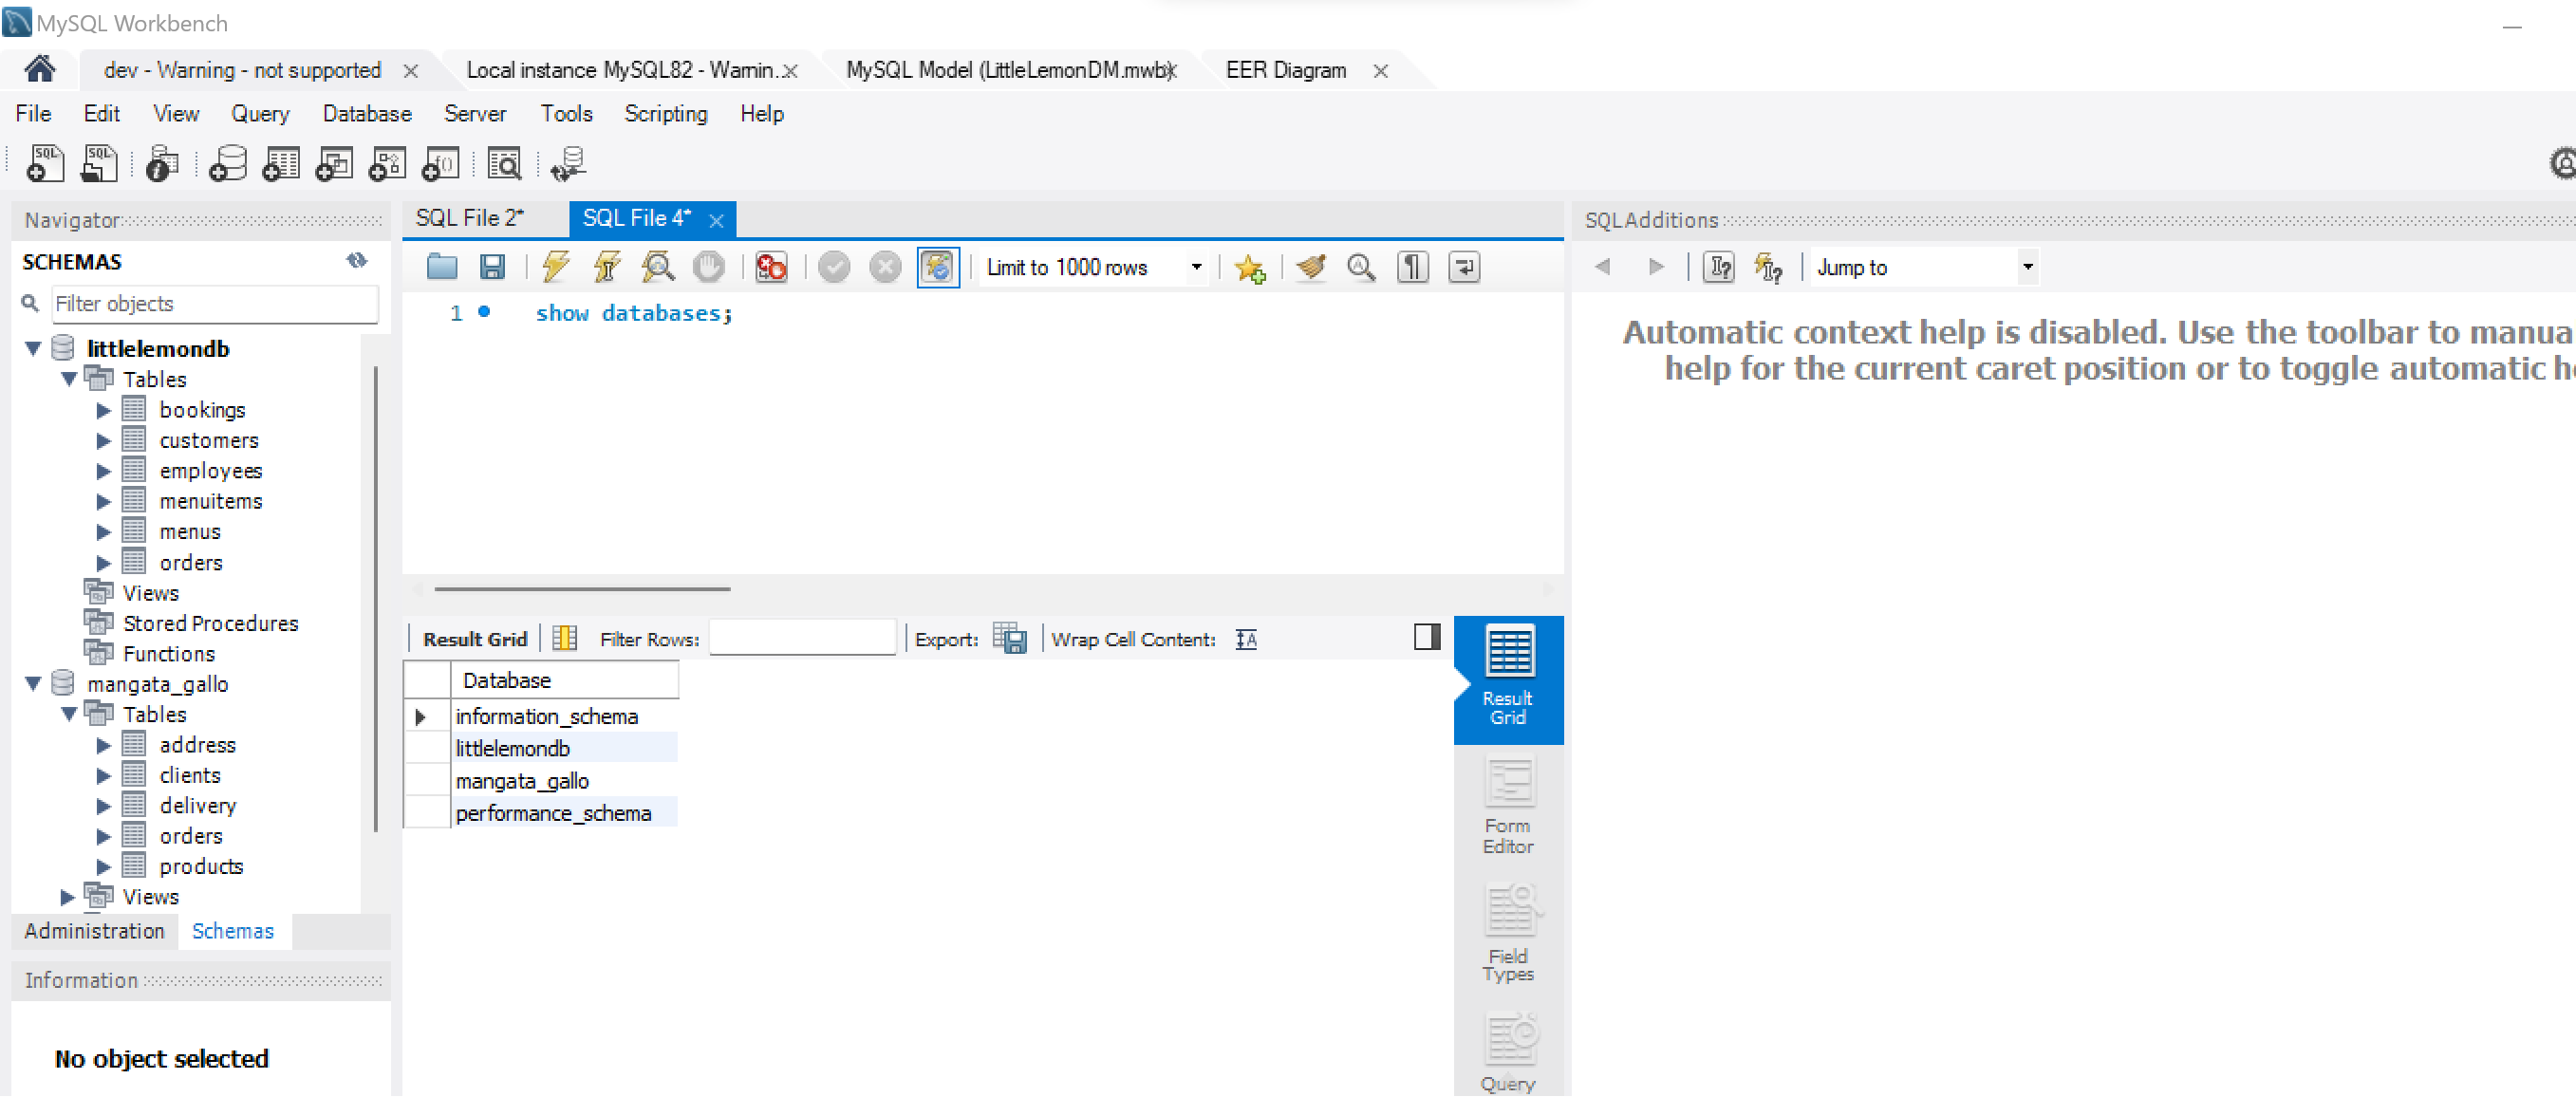 MySQL Workbench
dev - Warning - not supported
Local instance MySQL82 - Warnin...
MySQL Model (LittleLemonDM.mwb)
EER Diagram
File Edit View Query Database Server Tools Scripting Help
Navigator
SCHEMAS
Filter objects
littlelemondb
Tables
bookings
customers
employees
menuitems
menus
orders
Views
Stored Procedures
Functions
mangata_gallo
Tables
address
clients
delivery
orders
products
Views
Administration Schemas
Information
No object selected
SQL File 2* SQL File 4*
Limit to 1000 rows
1 show databases;
Result Grid Filter Rows: Export: Wrap Cell Content:
Database
information_schema
littlelemondb
mangata_gallo
performance_schema
Result
Grid
Form
Editor
Field
Types
Query
SQLAdditions
Jump to
Automatic context help is disabled. Use the toolbar to manua
help for the current caret position or to toggle automatic h